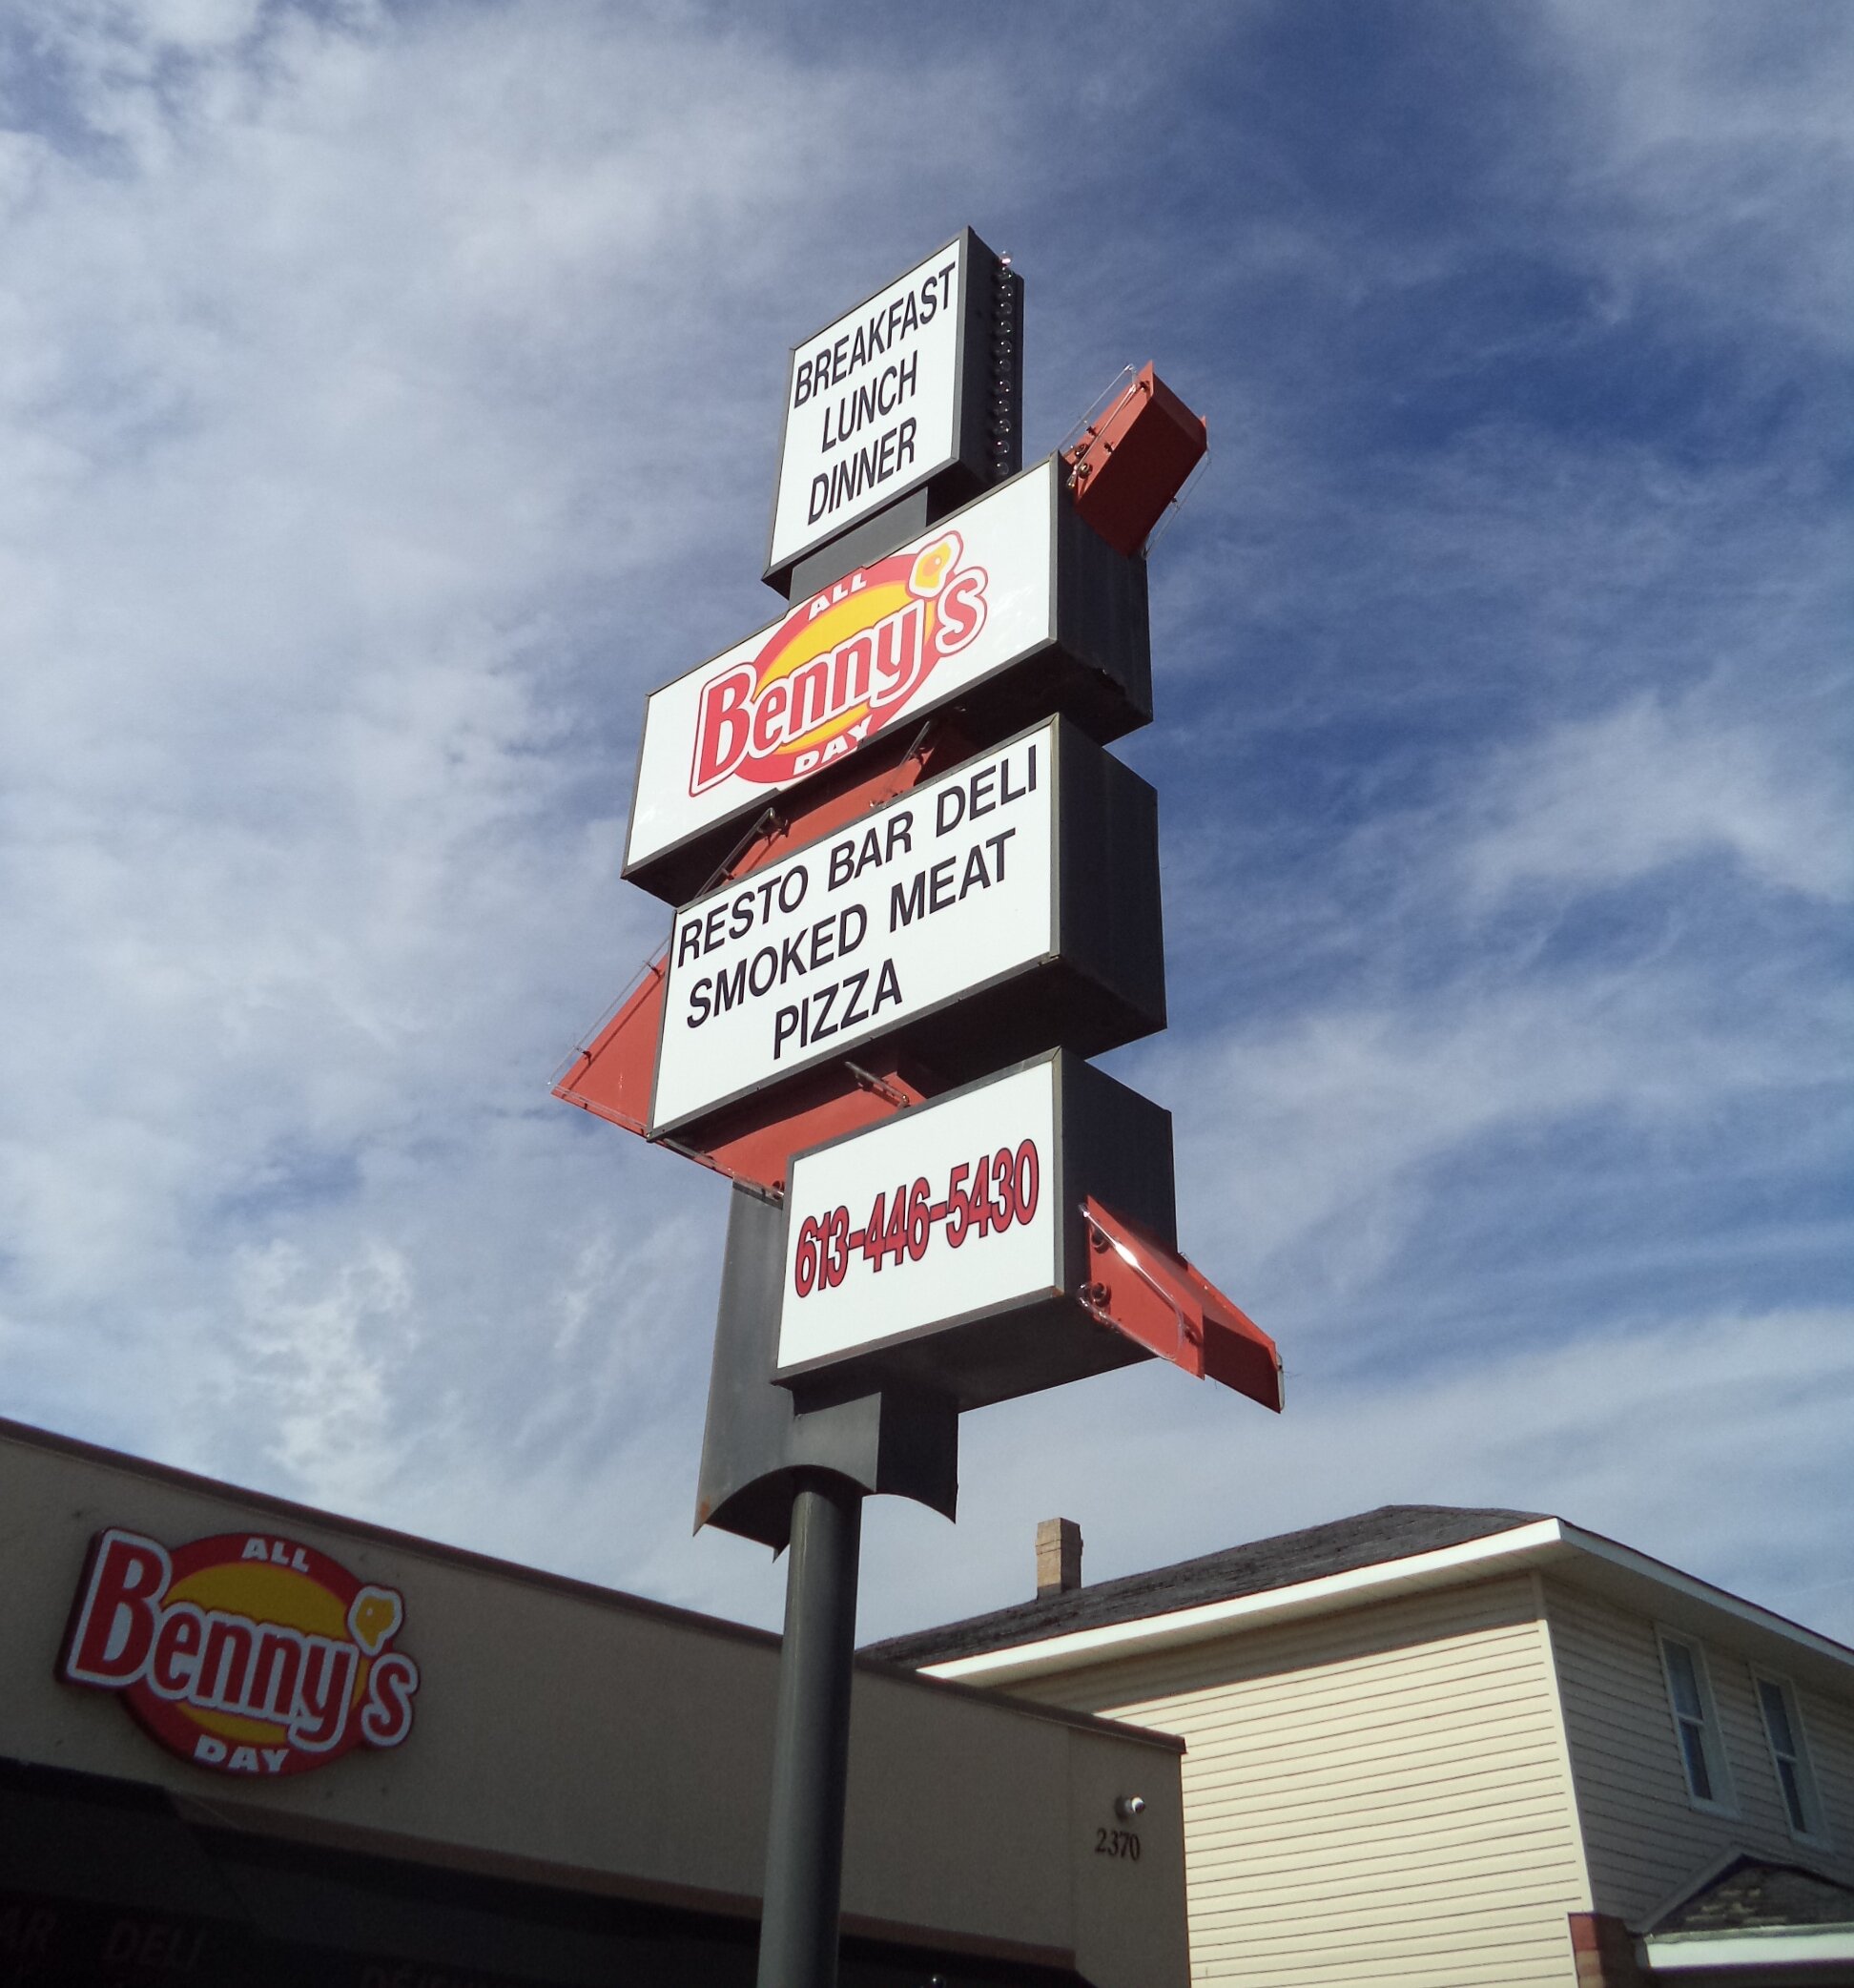 BREAKFAST
LUNCH
DINNER
ALL
Benny's
DAY
RESTO BAR DELI
SMOKED MEAT
PIZZA
613-446-5430
ALL
Benny's
DAY
2370
DELI